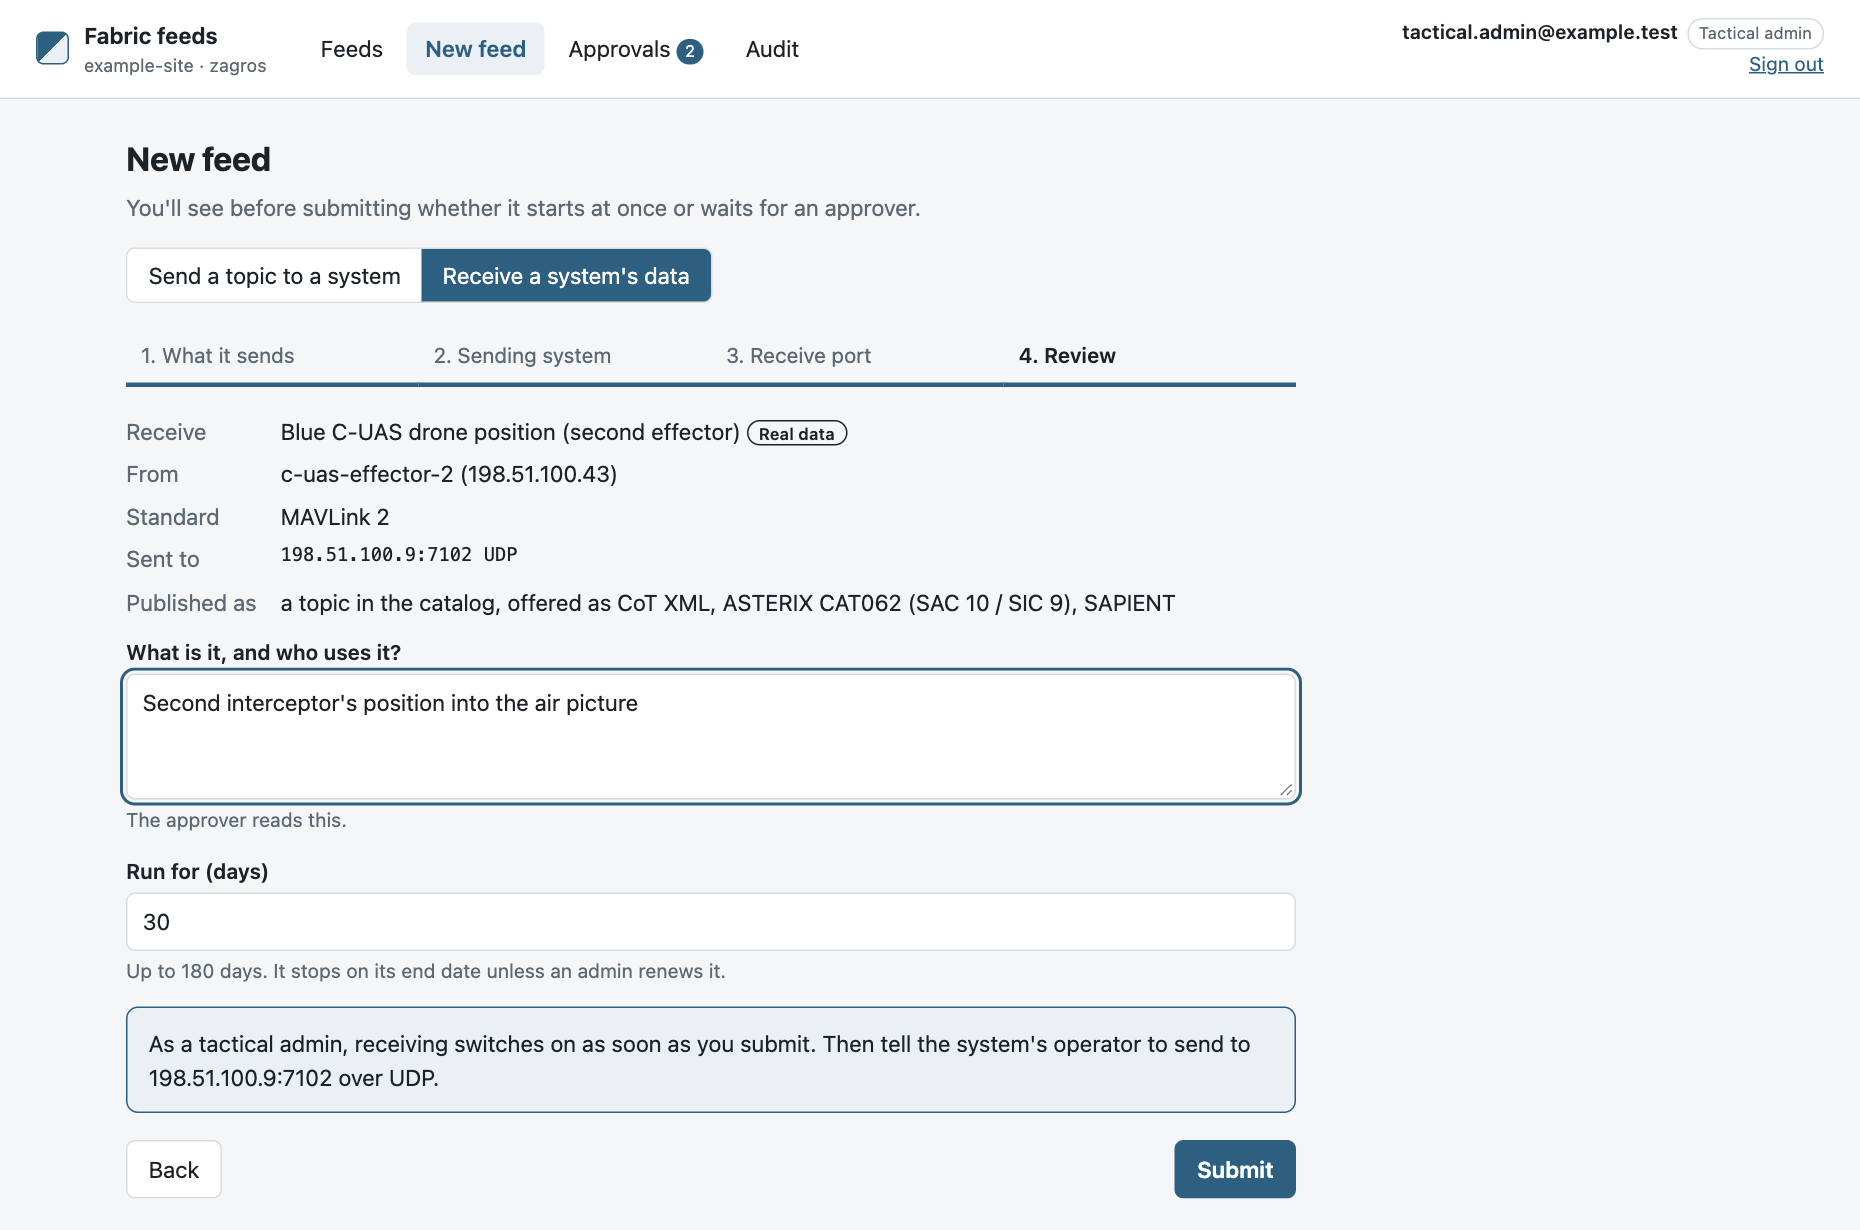 Fabric feeds
example-site · zagros
Feeds
New feed
Approvals 2
Audit
tactical.admin@example.test
Tactical admin
Sign out
New feed
You'll see before submitting whether it starts at once or waits for an approver.
Send a topic to a system
Receive a system's data
1. What it sends
2. Sending system
3. Receive port
4. Review
Receive Blue C-UAS drone position (second effector) Real data
From c-uas-effector-2 (198.51.100.43)
Standard MAVLink 2
Sent to 198.51.100.9:7102 UDP
Published as a topic in the catalog, offered as CoT XML, ASTERIX CAT062 (SAC 10 / SIC 9), SAPIENT
What is it, and who uses it?
Second interceptor's position into the air picture
The approver reads this.
Run for (days)
30
Up to 180 days. It stops on its end date unless an admin renews it.
As a tactical admin, receiving switches on as soon as you submit. Then tell the system's operator to send to
198.51.100.9:7102 over UDP.
Back
Submit